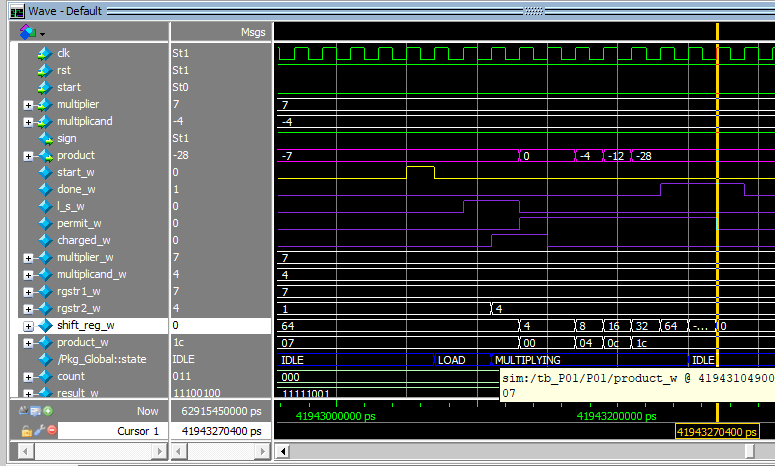 Wave - Default
Msgs
clk St1
rst St1
start St0
multiplier 7 7
multiplicand -4 -4
sign St1
product -28 -7 0 -4 -12 -28
start_w 0
done_w 1
l_s_w 0
permit_w 0
charged_w 0
multiplier_w 7 7
multiplicand_w 4 4
rgstr1_w 7 7
rgstr2_w 4 1 4
shift_reg_w 0 64 4 8 16 32 64 -... 0
product_w 1c 07 00 04 0c 1c
/Pkg_Global::state IDLE IDLE LOAD MULTIPLYING IDLE
count 011 000
result_w 11100100 11111001
sim:/tb_P01/P01/product_w @ 41943104900
07
Now 62915450000 ps 41943000000 ps 41943200000 ps
Cursor 1 41943270400 ps 41943270400 ps